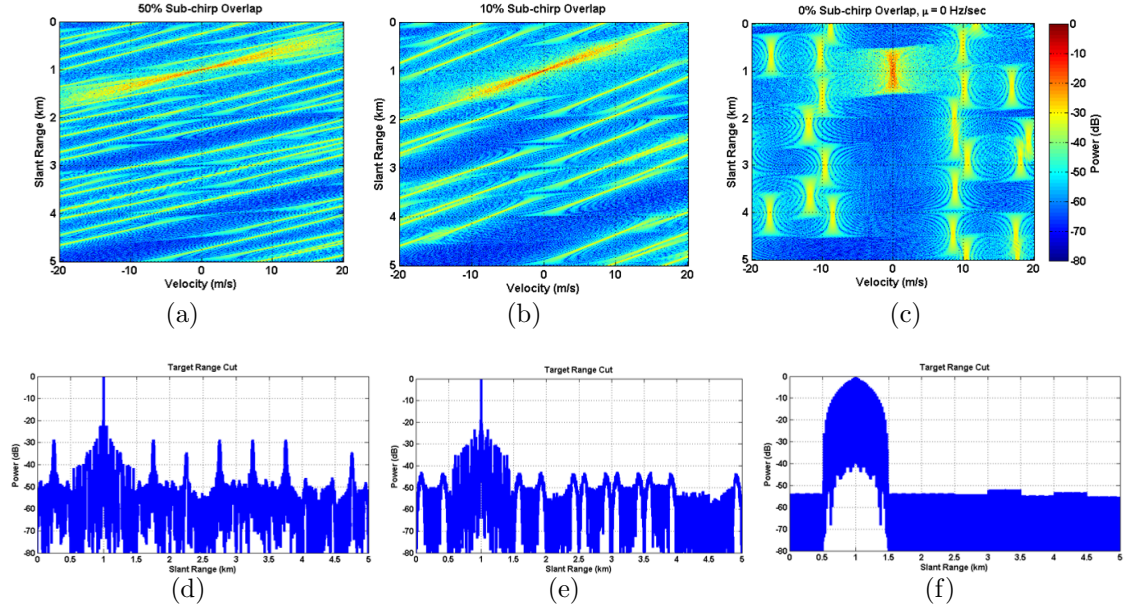 50% Sub-chirp Overlap
0
1
2
3
4
5
Slant Range (km)
-20 -10 0 10 20
Velocity (m/s)
(a)
10% Sub-chirp Overlap
0
1
2
3
4
5
Slant Range (km)
-20 -10 0 10 20
Velocity (m/s)
(b)
0% Sub-chirp Overlap, μ = 0 Hz/sec
0
1
2
3
4
5
Slant Range (km)
-20 -10 0 10 20
Velocity (m/s)
0
-10
-20
-30
-40
-50
-60
-70
-80
Power (dB)
(c)
Target Range Cut
0
-10
-20
-30
-40
-50
-60
-70
-80
Power (dB)
0 0.5 1 1.5 2 2.5 3 3.5 4 4.5 5
Slant Range (km)
(d)
Target Range Cut
0
-10
-20
-30
-40
-50
-60
-70
-80
Power (dB)
0 0.5 1 1.5 2 2.5 3 3.5 4 4.5 5
Slant Range (km)
(e)
Target Range Cut
0
-10
-20
-30
-40
-50
-60
-70
-80
Power (dB)
0 0.5 1 1.5 2 2.5 3 3.5 4 4.5 5
Slant Range (km)
(f)